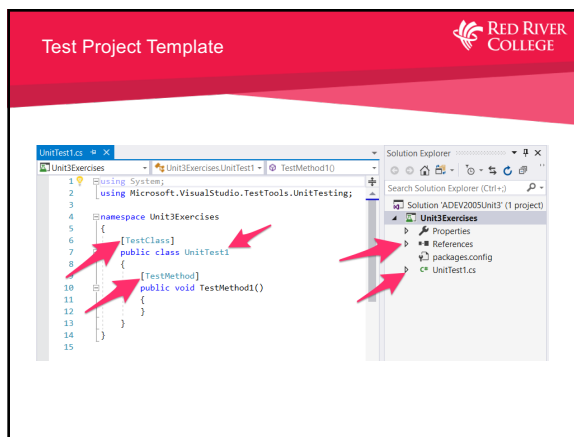 Test Project Template
RED RIVER
COLLEGE
UnitTest1.cs
Unit3Exercises
Unit3Exercises.UnitTest1
TestMethod1()
1 using System;
2 using Microsoft.VisualStudio.TestTools.UnitTesting;
3
4 namespace Unit3Exercises
5 {
6 [TestClass]
7 public class UnitTest1
8 {
9 [TestMethod]
10 public void TestMethod1()
11 {
12 }
13 }
14 }
15
Solution Explorer
Search Solution Explorer (Ctrl+;)
Solution 'ADEV2005Unit3' (1 project)
Unit3Exercises
Properties
References
packages.config
C# UnitTest1.cs